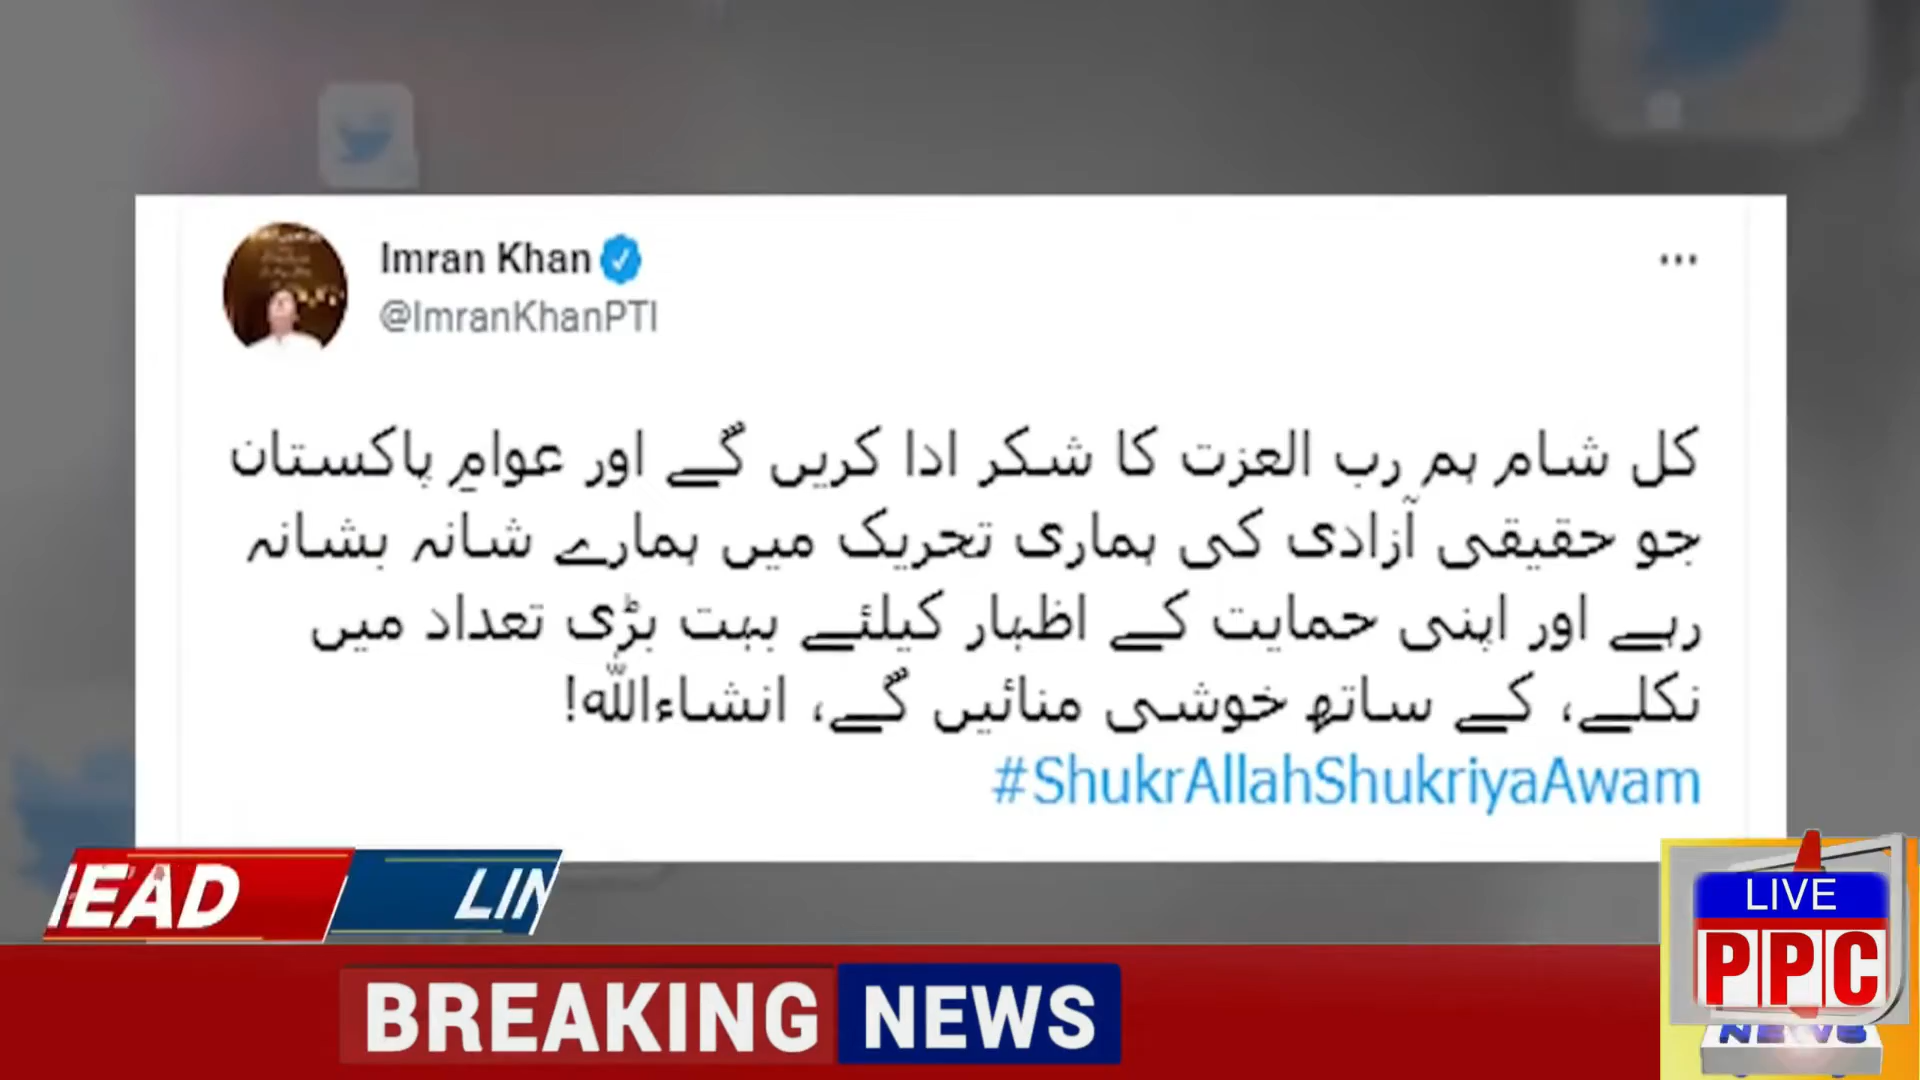 Imran Khan
@ImranKhanPTI
کل شام ہم رب العزت کا شکر ادا کریں گے اور عوامِ پاکستان
جو حقیقی آزادی کی ہماری تحریک میں ہمارے شانہ بشانہ
رہے اور اپنی حمایت کے اظہار کیلئے بہت بڑی تعداد میں
نکلے، کے ساتھ خوشی منائیں گے، انشاءاللہ!
#ShukrAllahShukriyaAwam
HEAD LIN
BREAKING NEWS
LIVE
PPC
NEWS